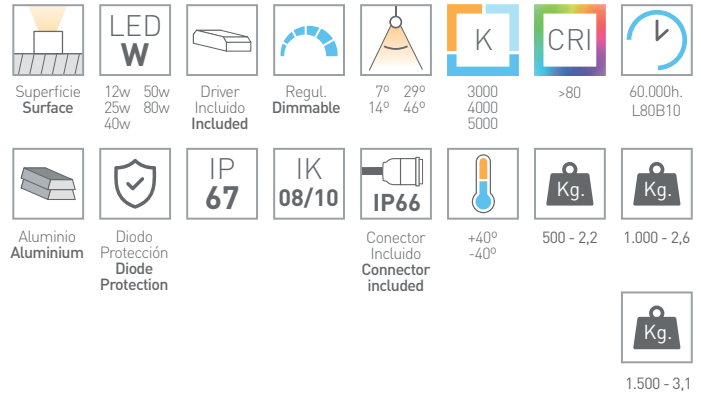 LED
W
K
CRI
Superficie
Surface
12w 50w
25w 80w
40w
Driver
Incluido
Included
Regul.
Dimmable
7º 29º
14º 46º
3000
4000
5000
>80
60.000h.
L80B10
IP
67
IK
08/10
IP66
Kg.
Kg.
Aluminio
Aluminium
Diodo
Protección
Diode
Protection
Conector
Incluido
Connector
included
+40º
-40º
500 - 2,2
1.000 - 2,6
Kg.
1.500 - 3,1